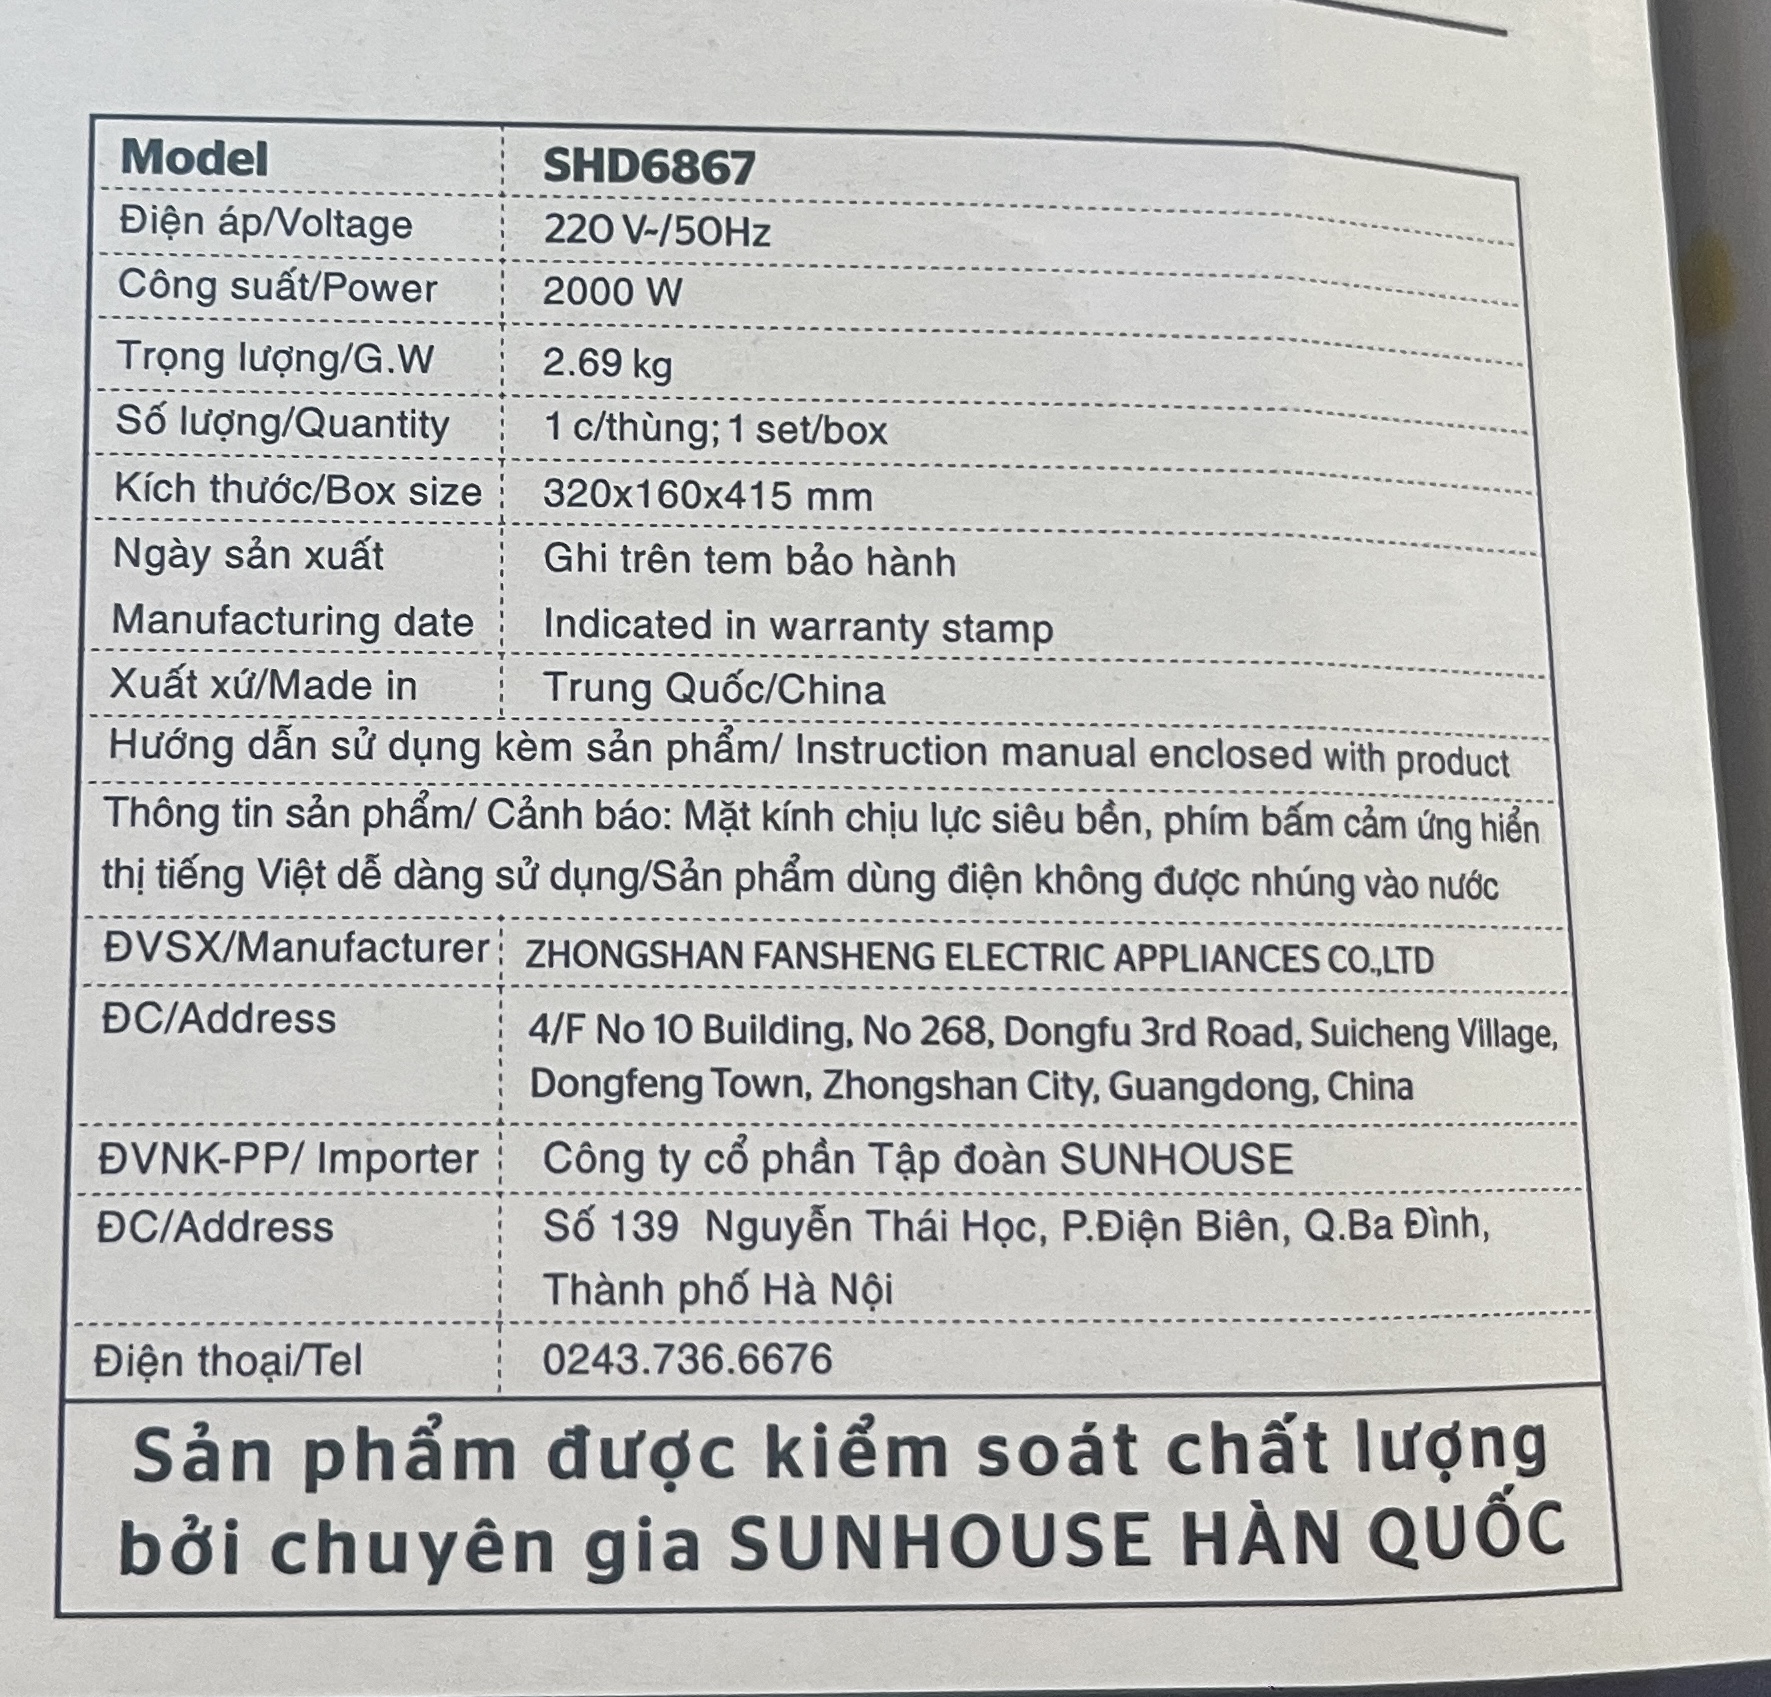 Model SHD6867
Điện áp/Voltage 220 V~/50Hz
Công suất/Power 2000 W
Trọng lượng/G.W 2.69 kg
Số lượng/Quantity 1 c/thùng; 1 set/box
Kích thước/Box size 320x160x415 mm
Ngày sản xuất Ghi trên tem bảo hành
Manufacturing date Indicated in warranty stamp
Xuất xứ/Made in Trung Quốc/China
Hướng dẫn sử dụng kèm sản phẩm/ Instruction manual enclosed with product
Thông tin sản phẩm/ Cảnh báo: Mặt kính chịu lực siêu bền, phím bấm cảm ứng hiển
thị tiếng Việt dễ dàng sử dụng/Sản phẩm dùng điện không được nhúng vào nước
ĐVSX/Manufacturer ZHONGSHAN FANSHENG ELECTRIC APPLIANCES CO.,LTD
ĐC/Address 4/F No 10 Building, No 268, Dongfu 3rd Road, Suicheng Village,
Dongfeng Town, Zhongshan City, Guangdong, China
ĐVNK-PP/ Importer Công ty cổ phần Tập đoàn SUNHOUSE
ĐC/Address Số 139 Nguyễn Thái Học, P.Điện Biên, Q.Ba Đình,
Thành phố Hà Nội
Điện thoại/Tel 0243.736.6676
Sản phẩm được kiểm soát chất lượng
bởi chuyên gia SUNHOUSE HÀN QUỐC